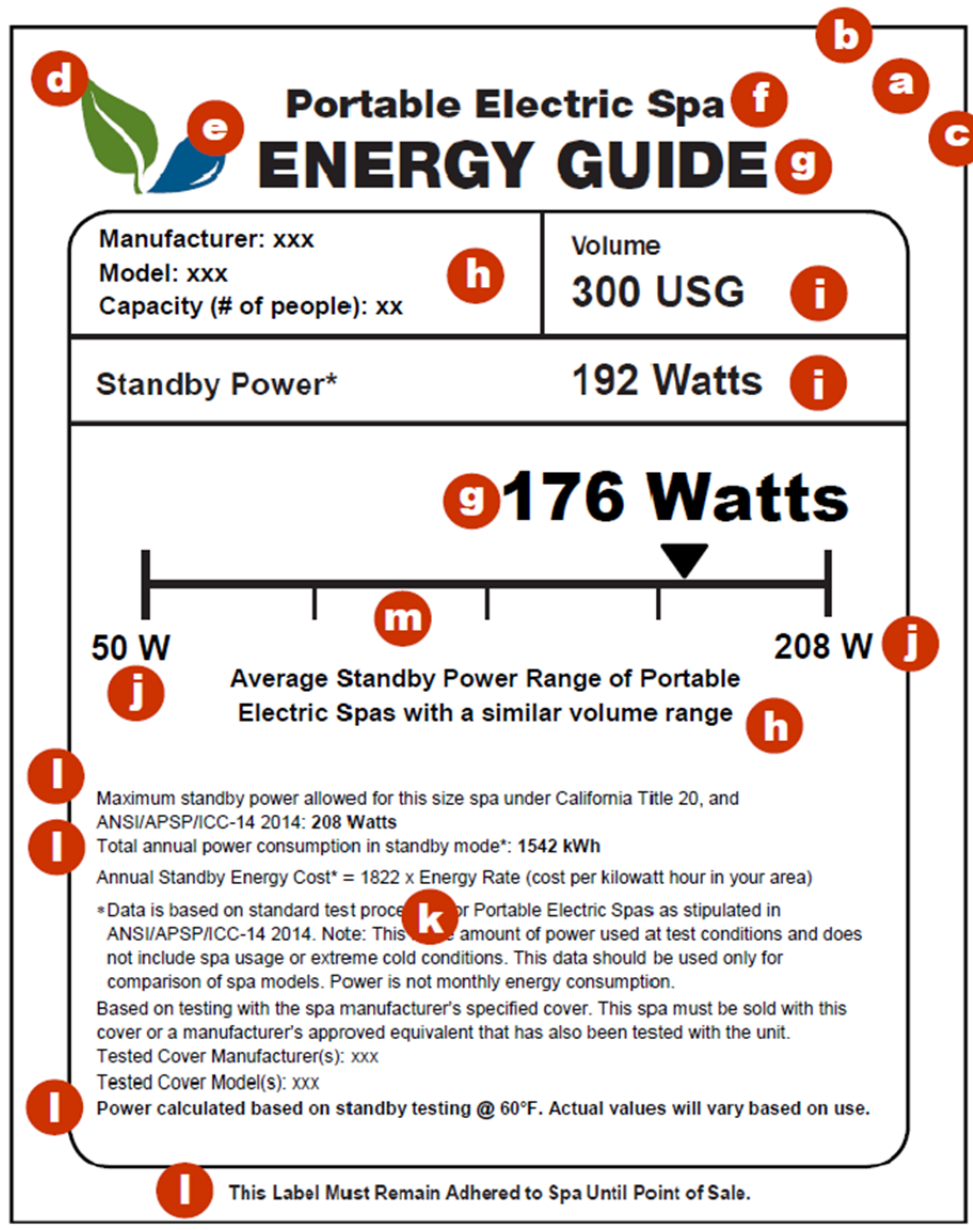 b
d
Portable Electric Spa f
a
e
c
ENERGY GUIDE g
Manufacturer: xxx
Model: xxx
Capacity (# of people): xx
h
Volume
300 USG i
Standby Power* 192 Watts i
g 176 Watts
m
50 W 208 W j
j
Average Standby Power Range of Portable
Electric Spas with a similar volume range h
l
Maximum standby power allowed for this size spa under California Title 20, and
ANSI/APSP/ICC-14 2014: 208 Watts
l Total annual power consumption in standby mode*: 1542 kWh
Annual Standby Energy Cost* = 1822 x Energy Rate (cost per kilowatt hour in your area)
*Data is based on standard test k Portable Electric Spas as stipulated in
ANSI/APSP/ICC-14 2014. Note: This amount of power used at test conditions and does
not include spa usage or extreme cold conditions. This data should be used only for
comparison of spa models. Power is not monthly energy consumption.
Based on testing with the spa manufacturer's specified cover. This spa must be sold with this
cover or a manufacturer's approved equivalent that has also been tested with the unit.
Tested Cover Manufacturer(s): xxx
Tested Cover Model(s): xxx
l Power calculated based on standby testing @ 60°F. Actual values will vary based on use.
l This Label Must Remain Adhered to Spa Until Point of Sale.